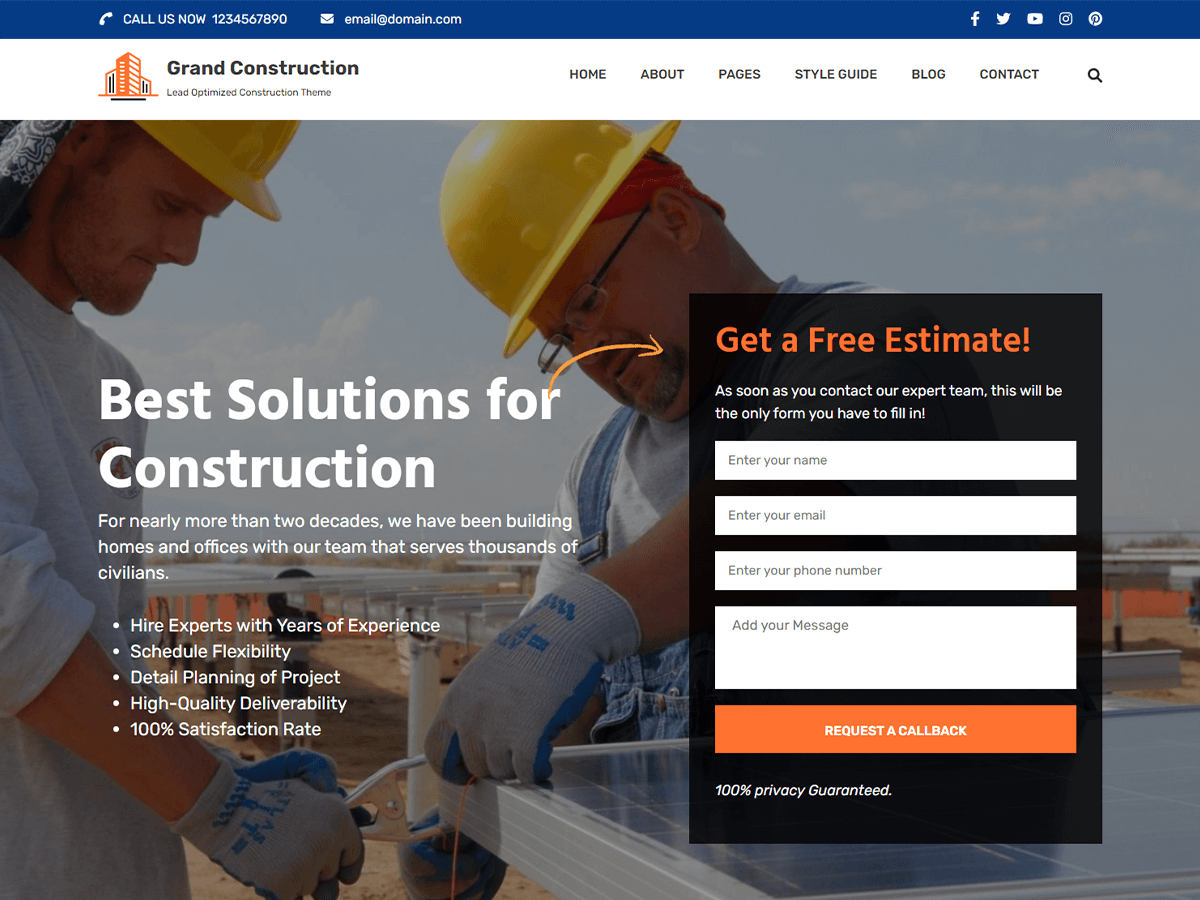 CALL US NOW 1234567890
email@domain.com
Grand Construction
Lead Optimized Construction Theme
HOME
ABOUT
PAGES
STYLE GUIDE
BLOG
CONTACT
Best Solutions for
Construction
For nearly more than two decades, we have been building
homes and offices with our team that serves thousands of
civilians.
Hire Experts with Years of Experience
Schedule Flexibility
Detail Planning of Project
High-Quality Deliverability
100% Satisfaction Rate
Get a Free Estimate!
As soon as you contact our expert team, this will be
the only form you have to fill in!
Enter your name
Enter your email
Enter your phone number
Add your Message
REQUEST A CALLBACK
100% privacy Guaranteed.